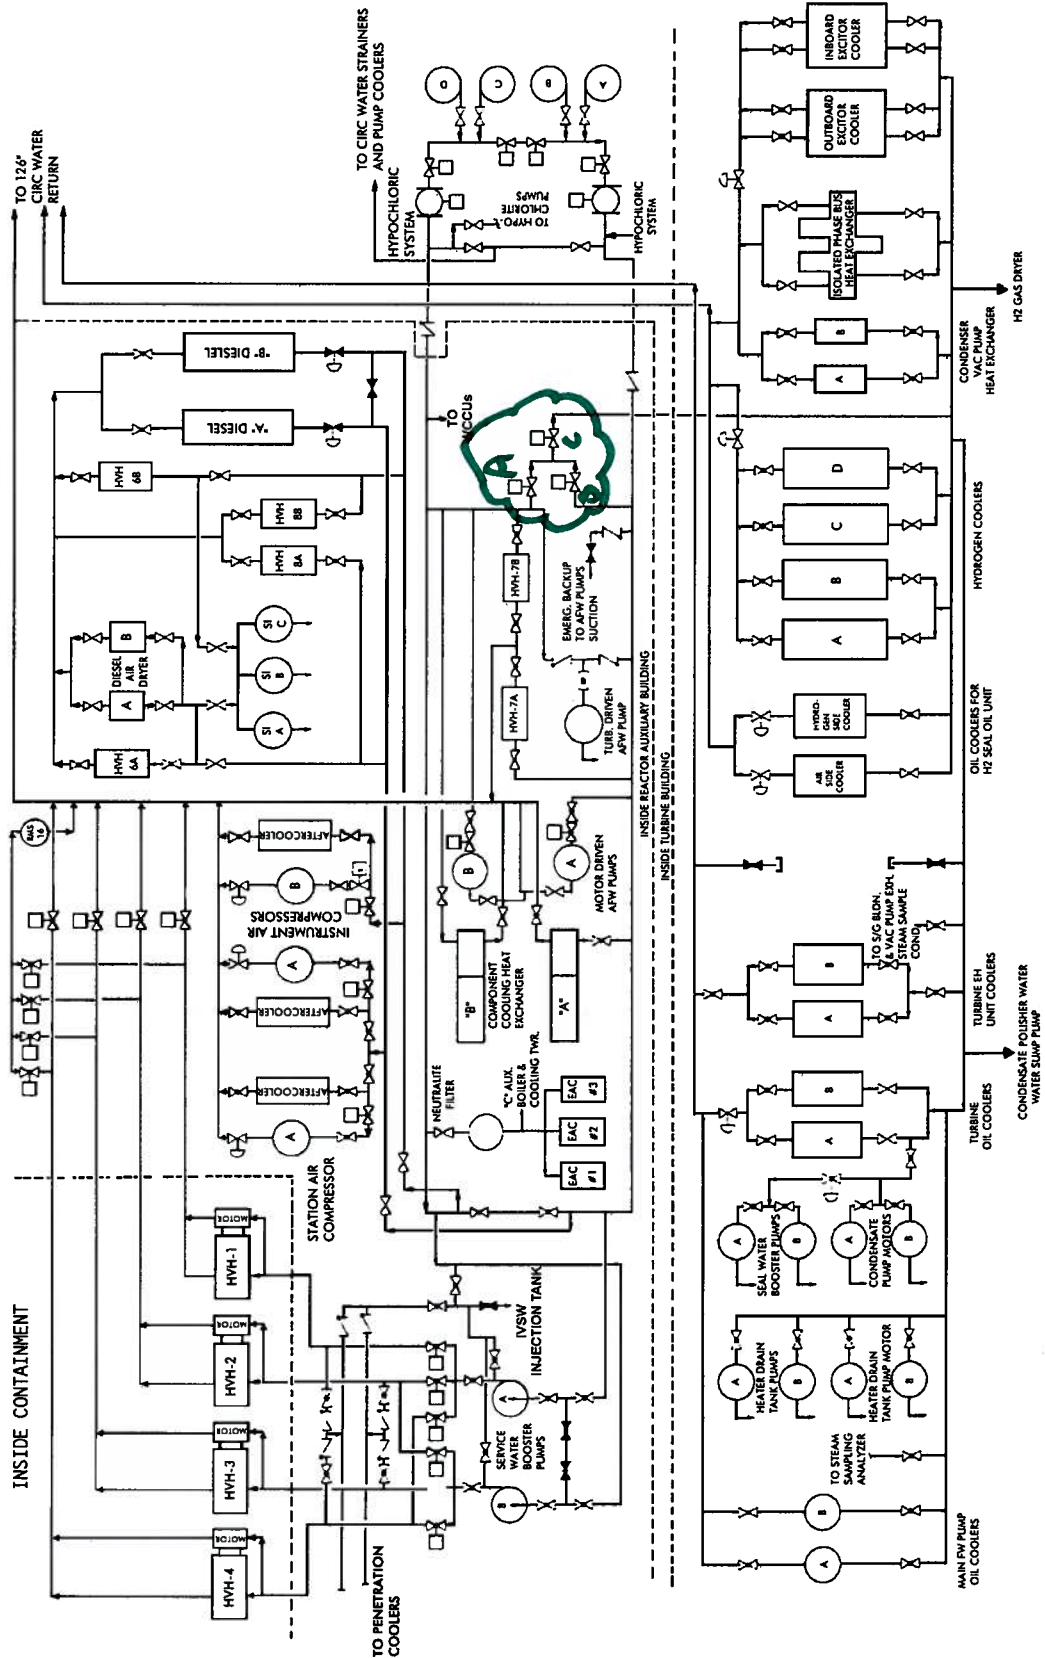 INSIDE CONTAINMENT
HVH-4
MOTOR
HVH-3
MOTOR
HVH-2
MOTOR
HVH-1
MOTOR
TO PENETRATION
COOLERS
STATION AIR
COMPRESSOR
A
AFTERCOOLER
AFTERCOOLER
A
INSTRUMENT AIR
COMPRESSORS
B
AFTERCOOLER
RMS
16
HVH
6A
A
B
DIESEL
AIR
DRYER
SI
A
SI
B
SI
C
HVH
8A
HVH
8B
HVH
6B
"A" DIESEL
"B" DIESLEL
TO 126"
CIRC WATER
RETURN
TO CIRC WATER STRAINERS
AND PUMP COOLERS
HYPOCHLORIC
SYSTEM
TO HYPO.
CHLORITE
PUMPS
HYPOCHLORIC
SYSTEM
D
C
B
A
IVSW
INJECTION TANK
SERVICE
WATER
BOOSTER
PUMPS
A
B
NEUTRALITE
FILTER
"C" AUX.
BOILER &
COOLING TWR.
EAC
#1
EAC
#2
EAC
#3
"B"
COMPONENT
COOLING HEAT
EXCHANGER
"A"
B
A
MOTOR DRIVEN
AFW PUMPS
HVH-7A
HVH-7B
TURB. DRIVEN
AFW PUMP
EMERG. BACKUP
TO AFW PUMPS
SUCTION
TO
WCCUs
A
B
C
INSIDE REACTOR AUXILIARY BUILDING
INSIDE TURBINE BUILDING
A
B
MAIN FW PUMP
OIL COOLERS
TO STEAM
SAMPLING
ANALYZER
A
B
HEATER DRAIN
TANK PUMPS
A
B
HEATER DRAIN
TANK PUMP MOTOR
A
B
SEAL WATER
BOOSTER PUMPS
A
B
CONDENSATE
PUMP MOTORS
A
B
TURBINE
OIL COOLERS
CONDENSATE POLISHER WATER
WATER SUMP PUMP
A
B
TURBINE EH
UNIT COOLERS
TO S/G BLDN.
& VAC PUMP EXH.
STEAM SAMPLE
COND
AIR
SIDE
COOLER
HYDRO-
GEN
SIDE
COOLER
OIL COOLERS FOR
H2 SEAL OIL UNIT
A
B
C
D
HYDROGEN COOLERS
A
B
CONDENSER
VAC PUMP
HEAT EXCHANGER
ISOLATED PHASE BUS
HEAT EXCHANGER
H2 GAS DRYER
OUTBOARD
EXCITOR
COOLER
INBOARD
EXCITOR
COOLER